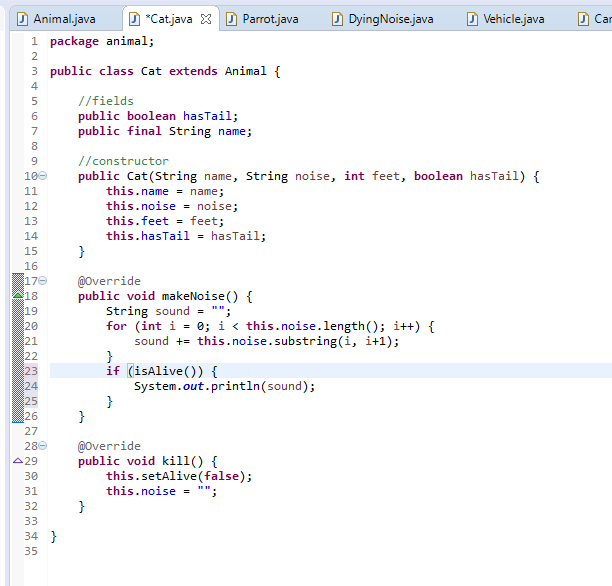 Animal.java *Cat.java Parrot.java DyingNoise.java Vehicle.java Car
1 package animal;
2
3 public class Cat extends Animal {
4
5 //fields
6 public boolean hasTail;
7 public final String name;
8
9 //constructor
10 public Cat(String name, String noise, int feet, boolean hasTail) {
11 this.name = name;
12 this.noise = noise;
13 this.feet = feet;
14 this.hasTail = hasTail;
15 }
16
17 @Override
18 public void makeNoise() {
19 String sound = "";
20 for (int i = 0; i < this.noise.length(); i++) {
21 sound += this.noise.substring(i, i+1);
22 }
23 if (isAlive()) {
24 System.out.println(sound);
25 }
26 }
27
28 @Override
29 public void kill() {
30 this.setAlive(false);
31 this.noise = "";
32 }
33
34 }
35